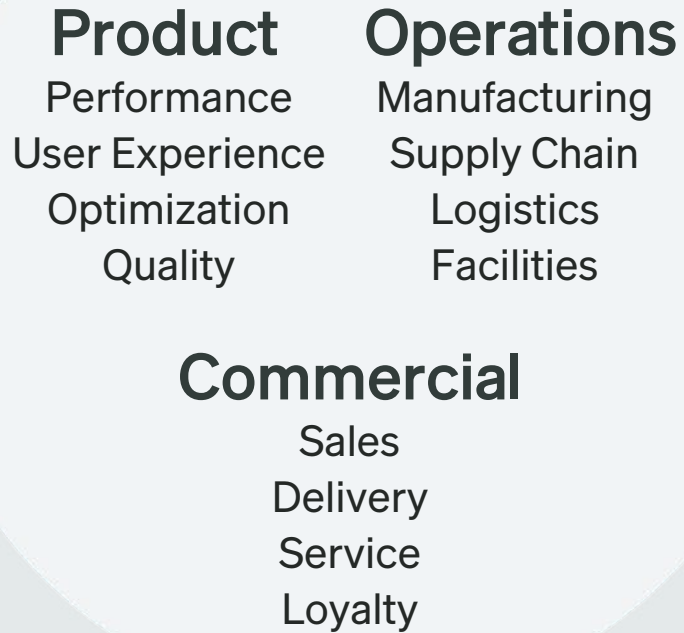 Product
Performance
User Experience
Optimization
Quality
Operations
Manufacturing
Supply Chain
Logistics
Facilities
Commercial
Sales
Delivery
Service
Loyalty